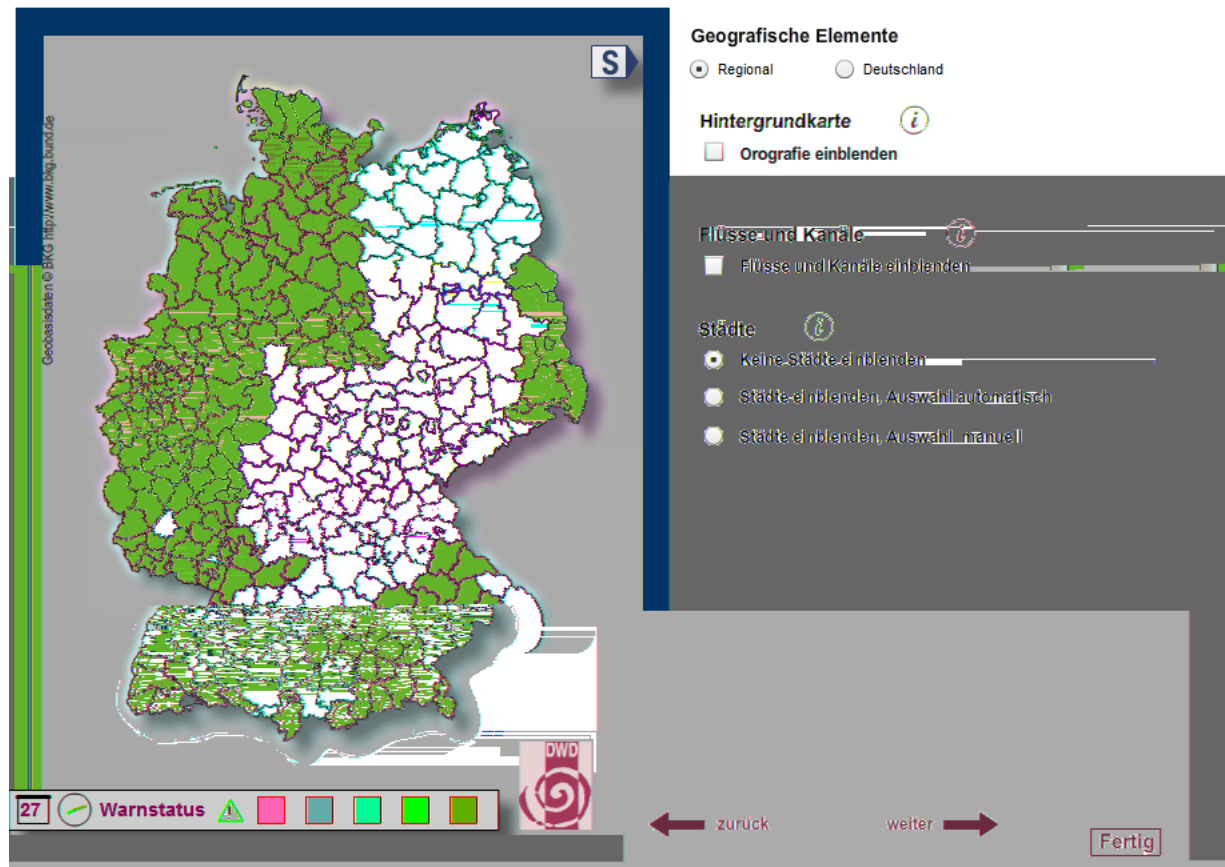 Geografische Elemente
Regional
Deutschland
Hintergrundkarte
i
Orografie einblenden
Flüsse und Kanäle
i
Flüsse und Kanäle einblenden
Städte
i
Keine Städte einblenden
Städte einblenden, Auswahl automatisch
Städte einblenden, Auswahl manuell
S
Geobasisdaten © BKG http://www.bkg.bund.de
DWD
27
Warnstatus
zurück
weiter
Fertig